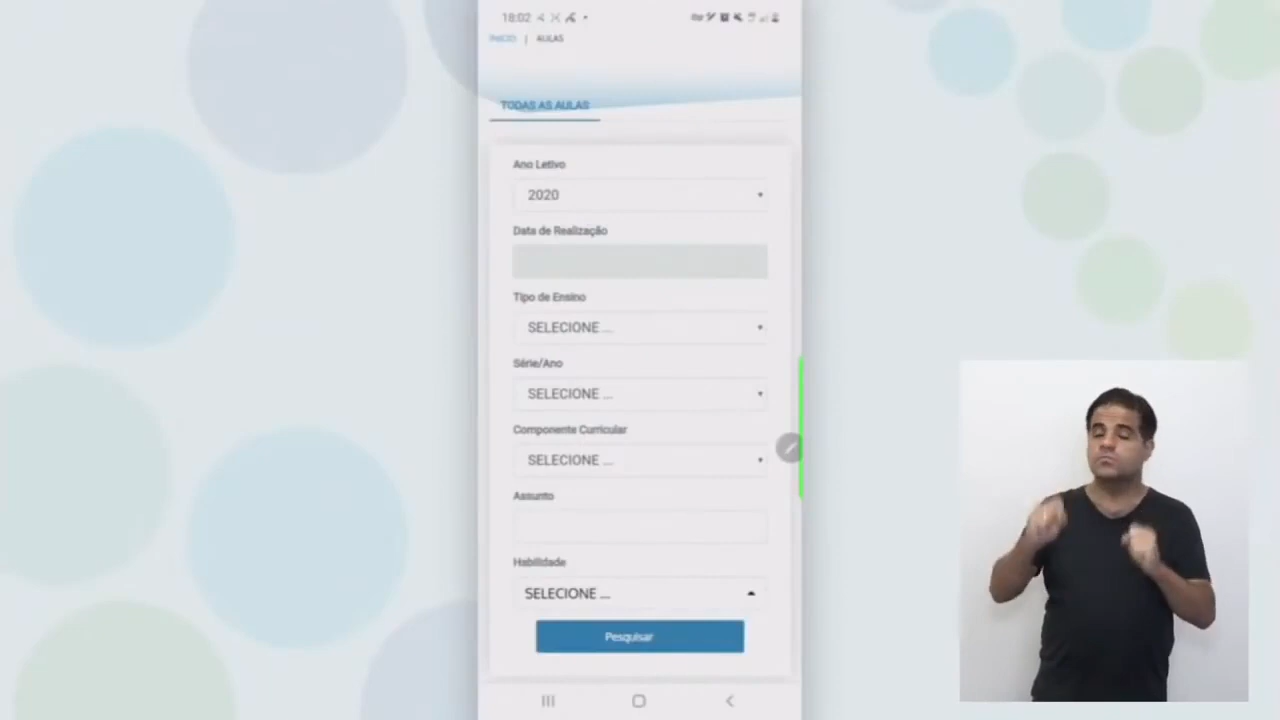 18:02
INÍCIO | AULAS
TODAS AS AULAS
Ano Letivo
2020
Data de Realização
Tipo de Ensino
SELECIONE ...
Série/Ano
SELECIONE ...
Componente Curricular
SELECIONE ...
Assunto
Habilidade
SELECIONE ...
Pesquisar